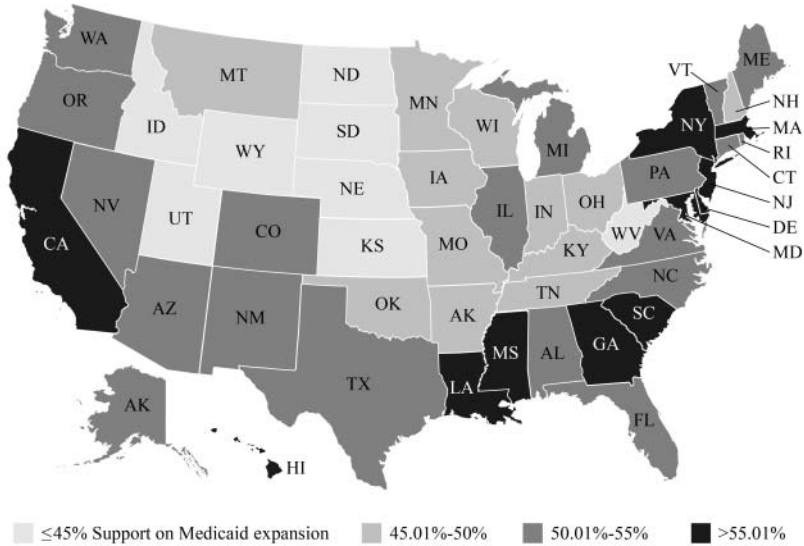 WA
ME
VT
MT
ND
MN
OR
NH
ID
SD
WI
NY
MA
WY
MI
RI
IA
PA
CT
NE
NJ
NV
OH
IL
IN
DE
UT
CO
WV
CA
VA
MD
KS
MO
KY
NC
TN
OK
AZ
NM
AK
SC
MS
AL
GA
TX
LA
AK
FL
HI
≤45% Support on Medicaid expansion 45.01%-50% 50.01%-55% >55.01%